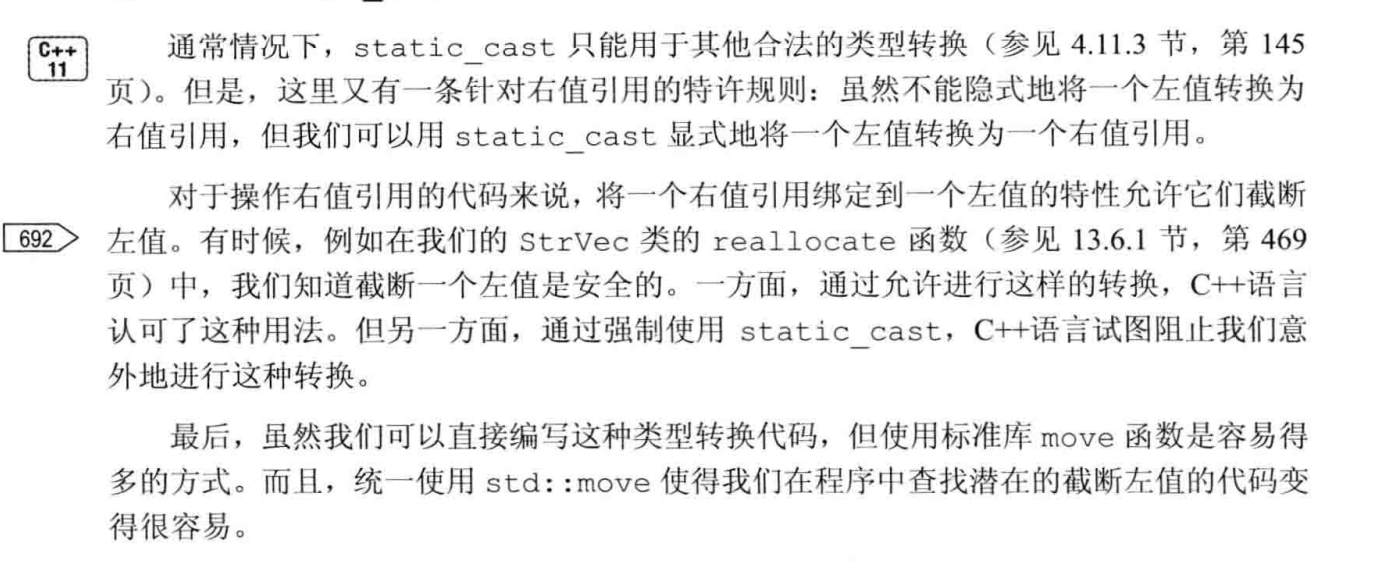 C++
11
通常情况下，static_cast 只能用于其他合法的类型转换（参见 4.11.3 节，第 145
页）。但是，这里又有一条针对右值引用的特许规则：虽然不能隐式地将一个左值转换为
右值引用，但我们可以用 static_cast 显式地将一个左值转换为一个右值引用。
对于操作右值引用的代码来说，将一个右值引用绑定到一个左值的特性允许它们截断
692
左值。有时候，例如在我们的 StrVec 类的 reallocate 函数（参见 13.6.1 节，第 469
页）中，我们知道截断一个左值是安全的。一方面，通过允许进行这样的转换，C++语言
认可了这种用法。但另一方面，通过强制使用 static_cast，C++语言试图阻止我们意
外地进行这种转换。
最后，虽然我们可以直接编写这种类型转换代码，但使用标准库 move 函数是容易得
多的方式。而且，统一使用 std::move 使得我们在程序中查找潜在的截断左值的代码变
得很容易。